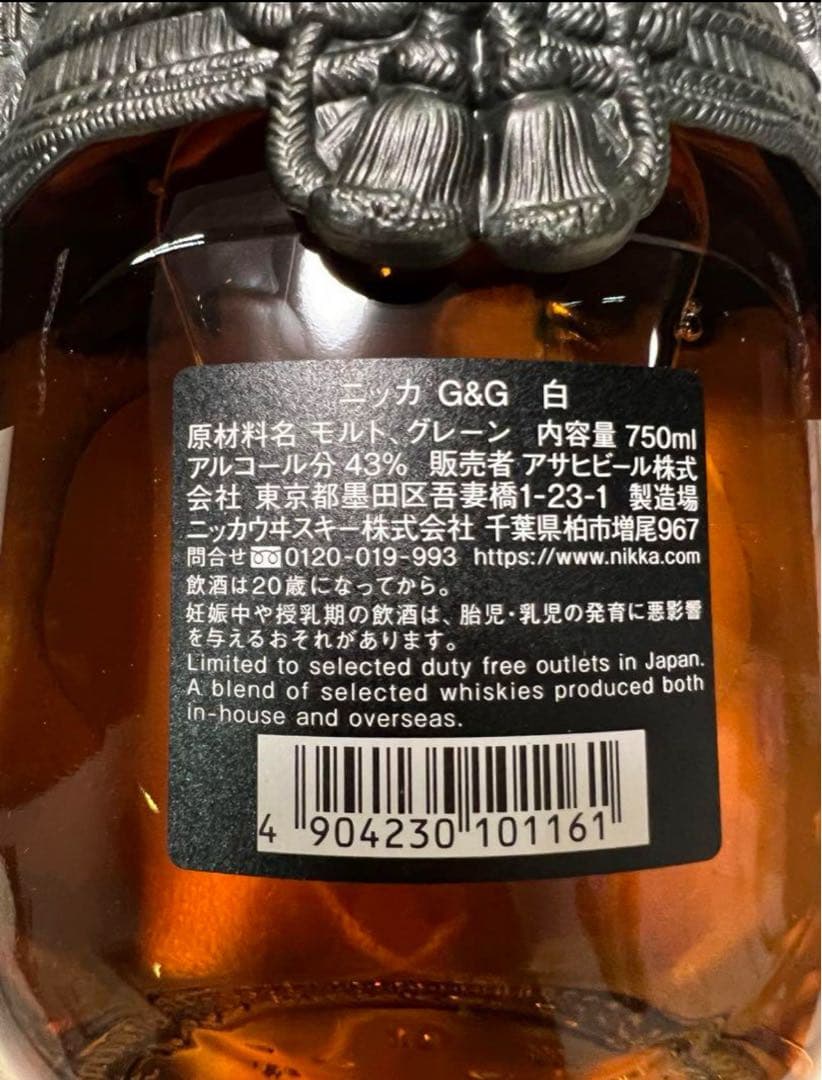 ニッカ G&G 白
原材料名 モルト、グレーン 内容量 750ml
アルコール分 43% 販売者 アサヒビール株式
会社 東京都墨田区吾妻橋1-23-1 製造場
ニッカウヰスキー株式会社 千葉県柏市増尾967
問合せ 0120-019-993 https://www.nikka.com
飲酒は20歳になってから。
妊娠中や授乳期の飲酒は、胎児・乳児の発育に悪影響
を与えるおそれがあります。
Limited to selected duty free outlets in Japan.
A blend of selected whiskies produced both
in-house and overseas.
4 904230 101161